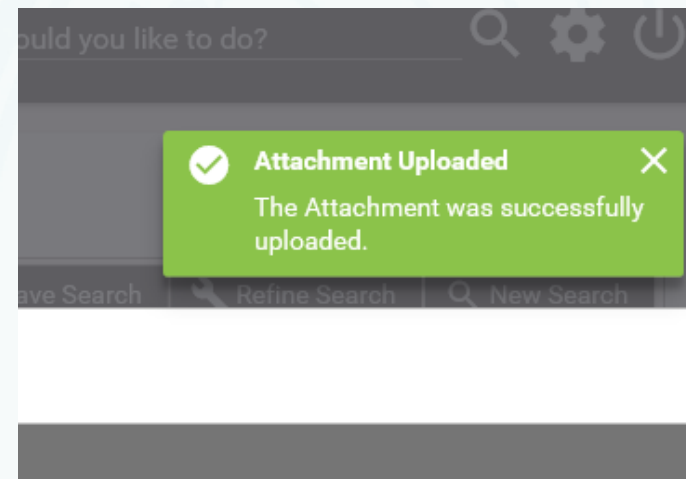 ould you like to do?
Attachment Uploaded
The Attachment was successfully
uploaded.
ave Search
Refine Search
New Search